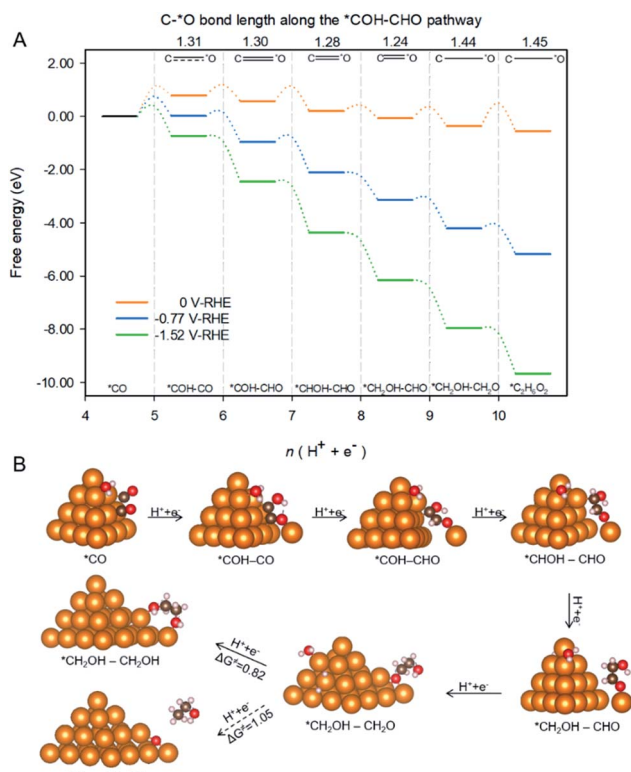 C-*O bond length along the *COH-CHO pathway
A
1.31 1.30 1.28 1.24 1.44 1.45
C *O C *O C *O C *O C *O C *O
2.00
0.00
-2.00
-4.00
-6.00
-8.00
-10.00
Free energy (eV)
0 V-RHE
-0.77 V-RHE
-1.52 V-RHE
*CO *COH-CO *COH-CHO *CHOH-CHO *CH₂OH-CHO *CH₂OH-CH₂O *C₂H₆O₂
4 5 6 7 8 9 10
n ( H⁺ + e⁻ )
B
H⁺+e⁻ H⁺+e⁻ H⁺+e⁻
*CO *COH–CO *COH–CHO *CHOH – CHO
H⁺+e⁻
*CH₂OH – CH₂OH
H⁺+e⁻
ΔG≠=0.82
H⁺+e⁻
H⁺+e⁻
ΔG≠=1.05
*CH₂OH – CH₂O
*CH₂OH – CHO